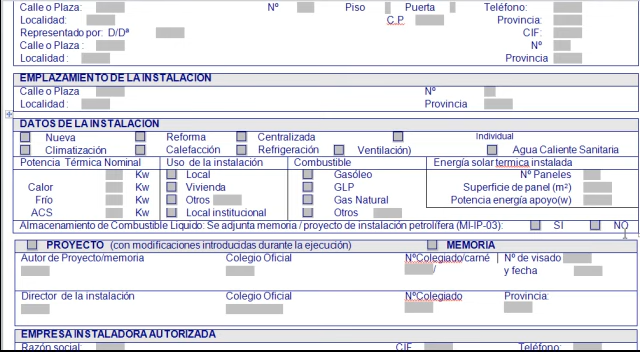 Calle o Plaza: Nº Piso Puerta Teléfono:
Localidad: C.P Provincia:
Representado por: D/Dª CIF:
Calle o Plaza : Nº
Localidad : Provincia
EMPLAZAMIENTO DE LA INSTALACION
Calle o Plaza Nº
Localidad : Provincia
DATOS DE LA INSTALACION
Nueva Reforma Centralizada Individual
Climatización Calefacción Refrigeración Ventilación) Agua Caliente Sanitaria
Potencia Térmica Nominal Uso de la instalación Combustible Energía solar termica instalada
Kw Local Gasóleo Nº Paneles
Calor Kw Vivienda GLP Superficie de panel (m²)
Frío Kw Otros Gas Natural Potencia energía apoyo(w)
ACS Kw Local institucional Otros
Almacenamiento de Combustible Liquido: Se adjunta memoria / proyecto de instalación petrolífera (MI-IP-03): SI NO
PROYECTO (con modificaciones introducidas durante la ejecución) MEMORIA
Autor de Proyecto/memoria Colegio Oficial NºColegiado/carné | Nº de visado
/ y fecha
Director de la instalación Colegio Oficial NºColegiado Provincia:
EMPRESA INSTALADORA AUTORIZADA
Razón social: CIF Teléfono: